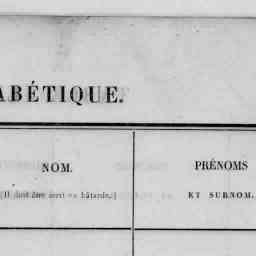 ABÉTIQUE.
NOM.
(Il doit être écrit en bâtarde.)
PRÉNOMS
ET SURNOM.